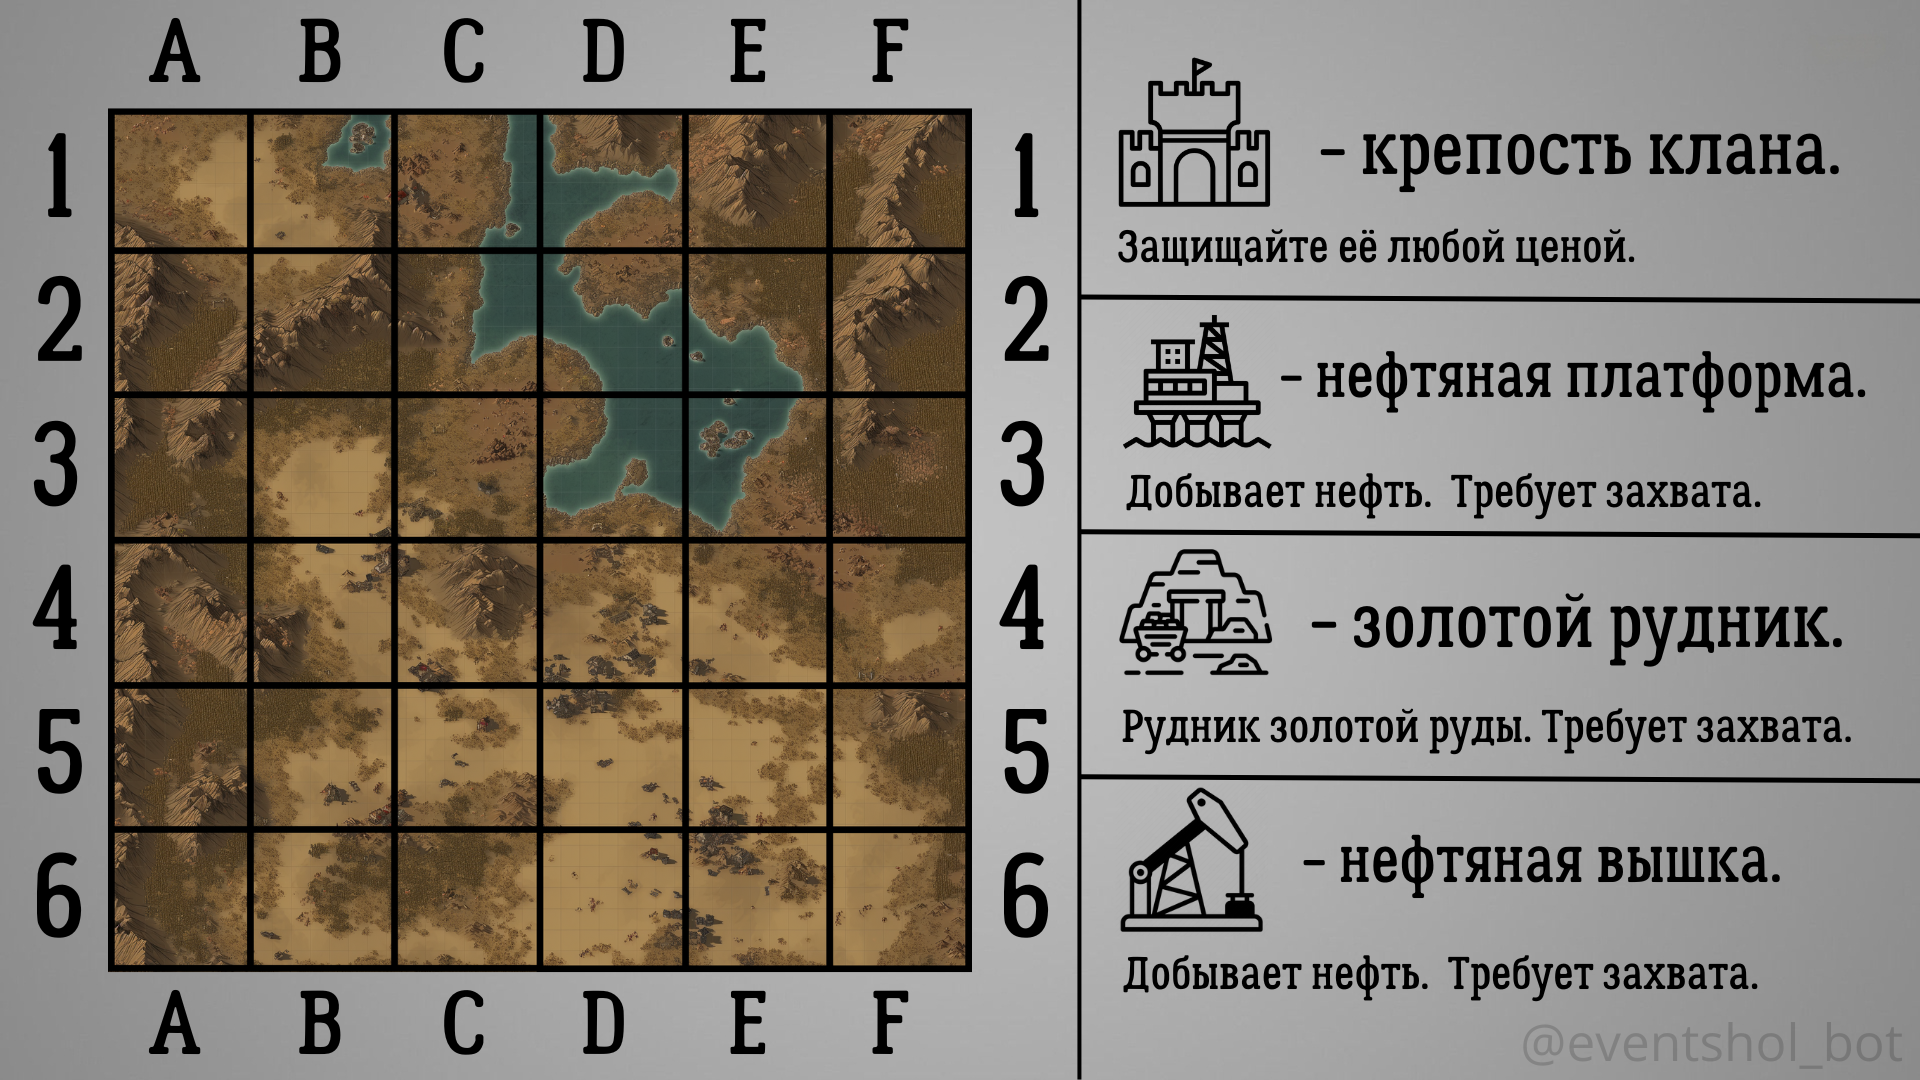 A B C D E F
1 1
2 2
3 3
4 4
5 5
6 6
A B C D E F
– крепость клана.
Защищайте её любой ценой.
– нефтяная платформа.
Добывает нефть. Требует захвата.
– золотой рудник.
Рудник золотой руды. Требует захвата.
– нефтяная вышка.
Добывает нефть. Требует захвата.
@eventshol_bot